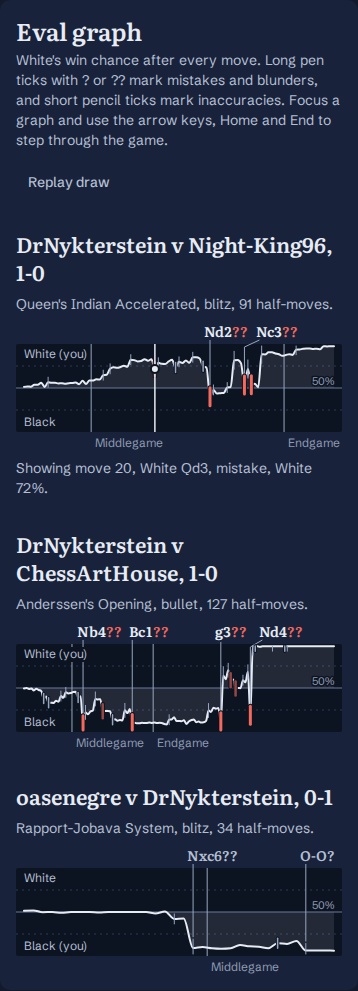 Eval graph
White's win chance after every move. Long pen
ticks with ? or ?? mark mistakes and blunders,
and short pencil ticks mark inaccuracies. Focus a
graph and use the arrow keys, Home and End to
step through the game.
Replay draw
DrNykterstein v Night-King96,
1-0
Queen's Indian Accelerated, blitz, 91 half-moves.
Nd2?? Nc3??
White (you)
50%
Black
Middlegame Endgame
Showing move 20, White Qd3, mistake, White
72%.
DrNykterstein v
ChessArtHouse, 1-0
Anderssen's Opening, bullet, 127 half-moves.
Nb4?? Bc1?? g3?? Nd4??
White (you)
50%
Black
Middlegame Endgame
oasenegre v DrNykterstein, 0-1
Rapport-Jobava System, blitz, 34 half-moves.
Nxc6?? O-O?
White
50%
Black (you)
Middlegame